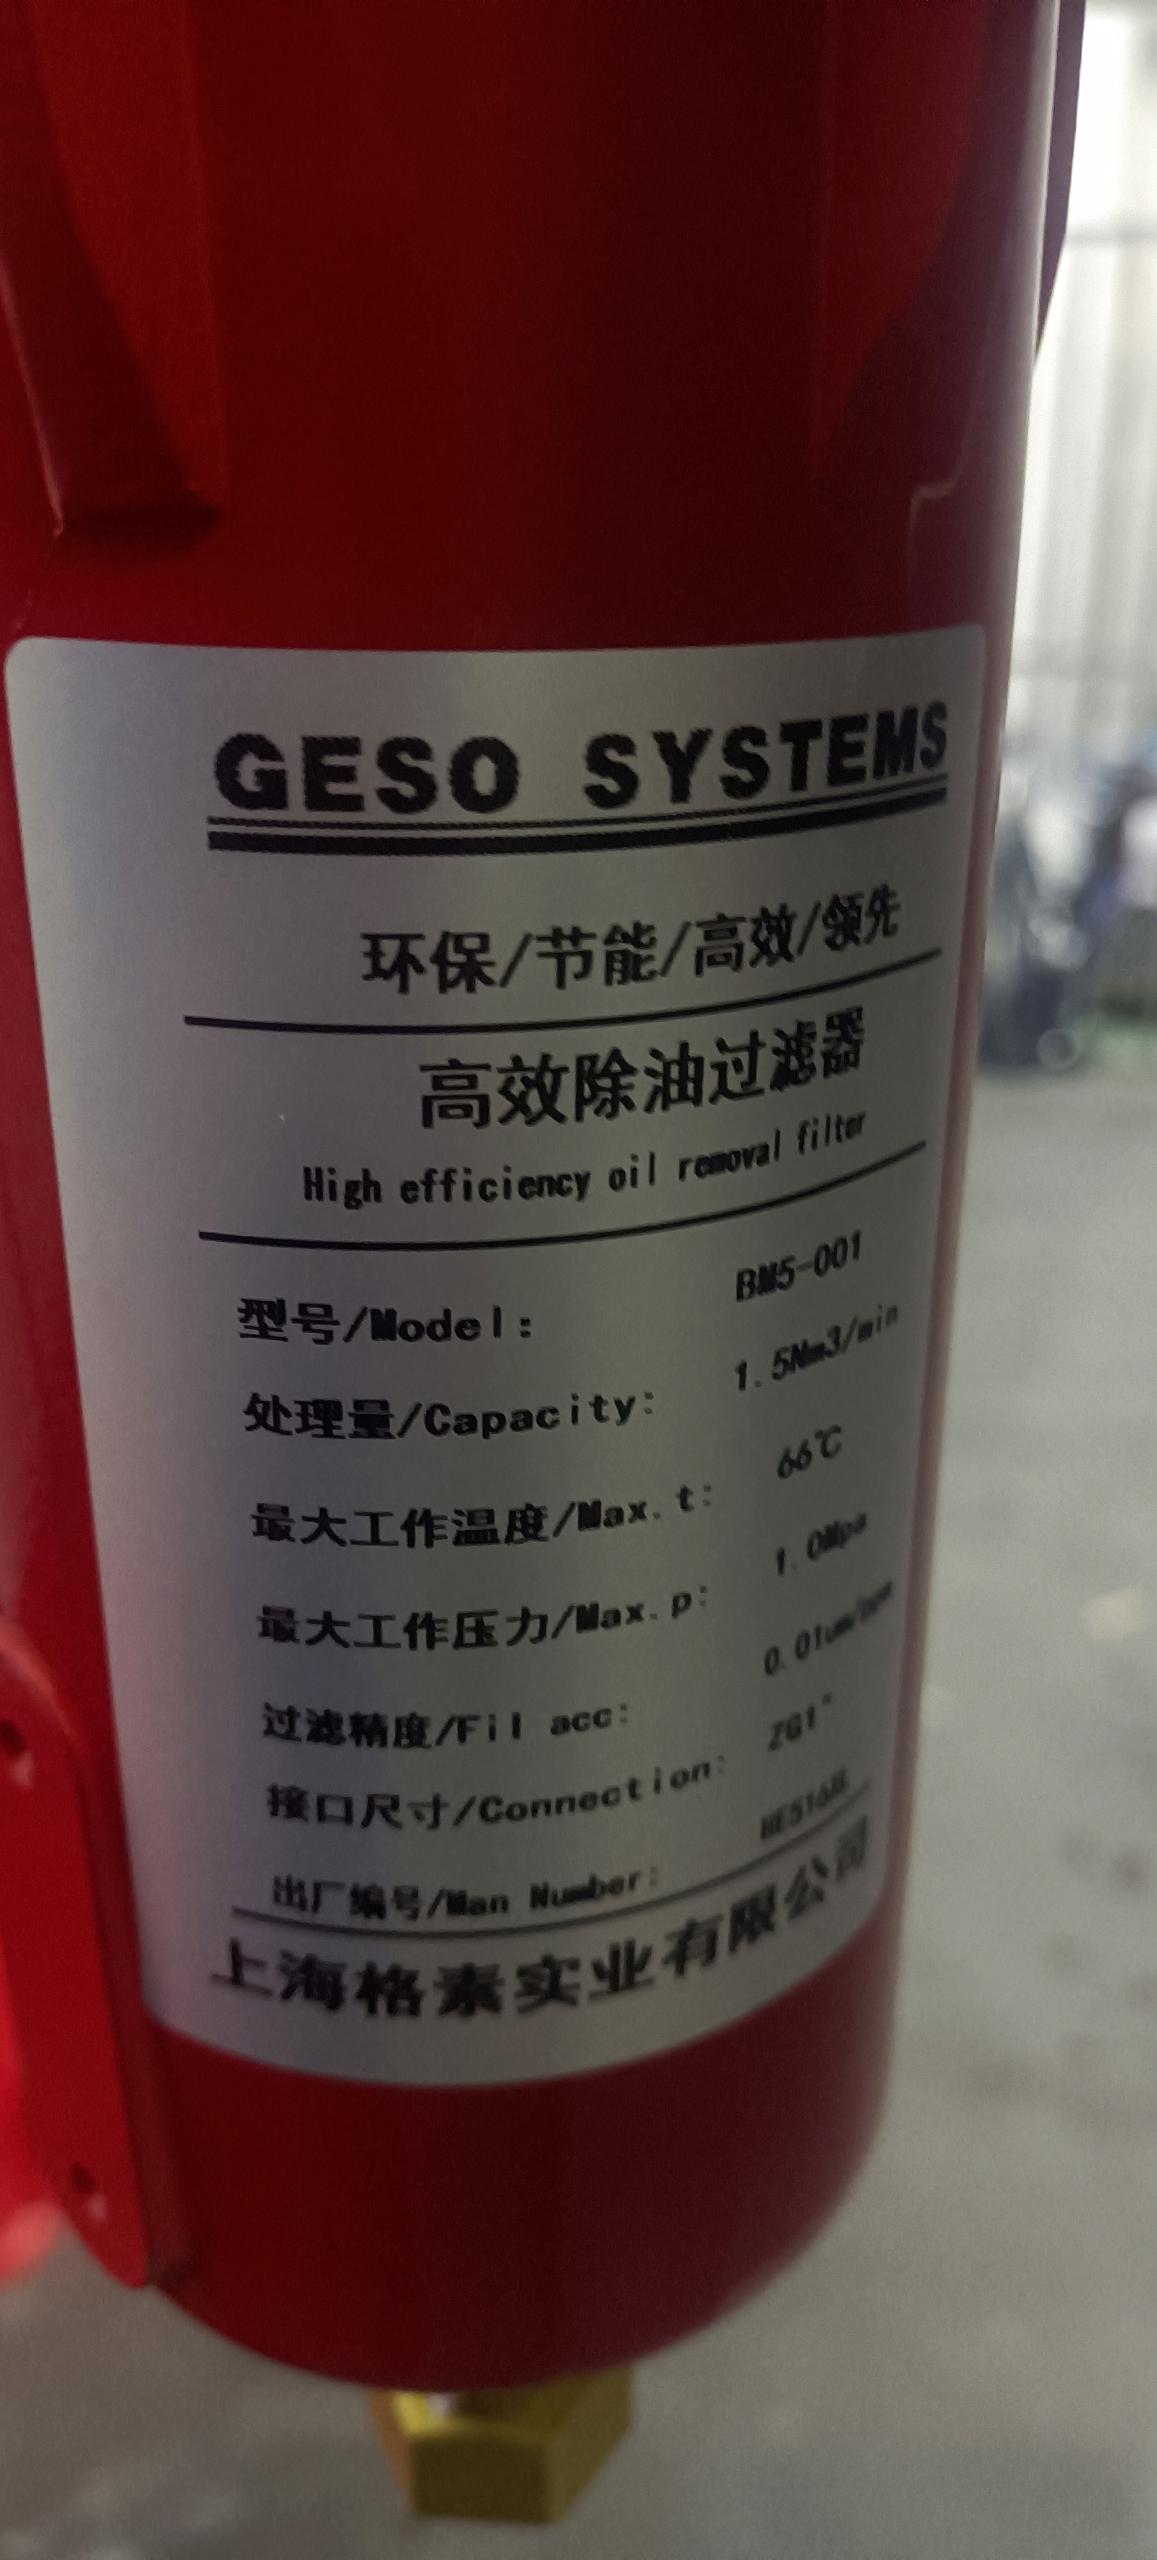 GESO SYSTEMS
环保/节能/高效/领先
高效除油过滤器
High efficiency oil removal filter
型号/Model: BM5-001
处理量/Capacity: 1.5Nm3/min
最大工作温度/Max.t: 66℃
最大工作压力/Max.p: 1.0Mpa
过滤精度/Fil acc:
接口尺寸/Connection: ZG1"
出厂编号/Man Number:
上海格素实业有限公司